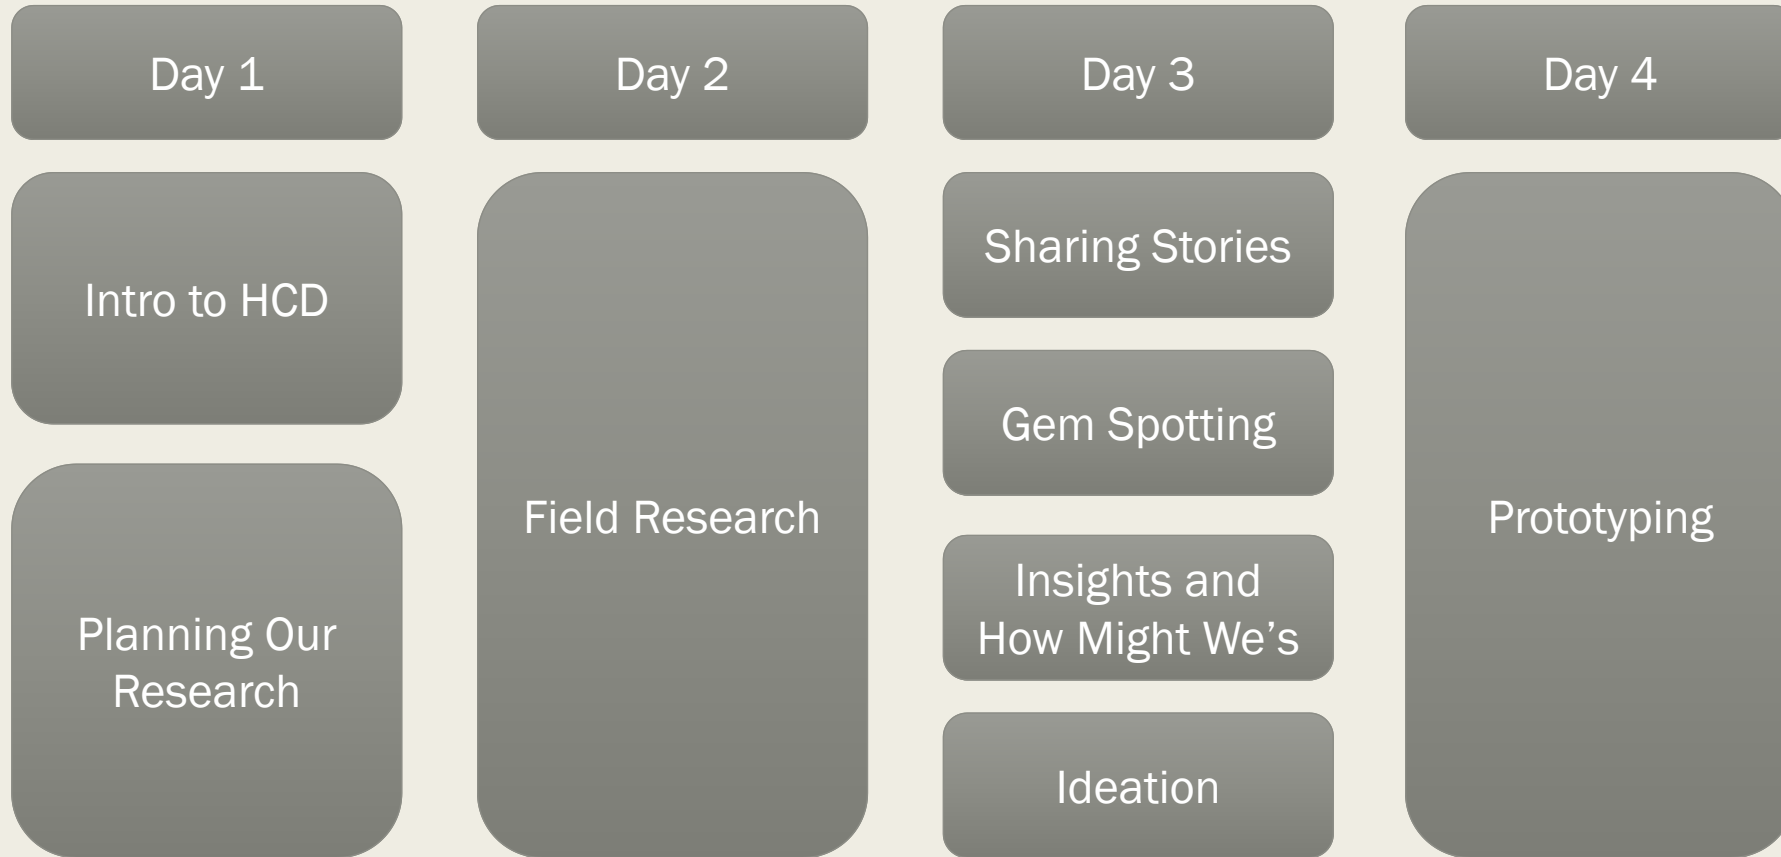 Day 1
Intro to HCD
Planning Our
Research
Day 2
Field Research
Day 3
Sharing Stories
Gem Spotting
Insights and
How Might We’s
Ideation
Day 4
Prototyping